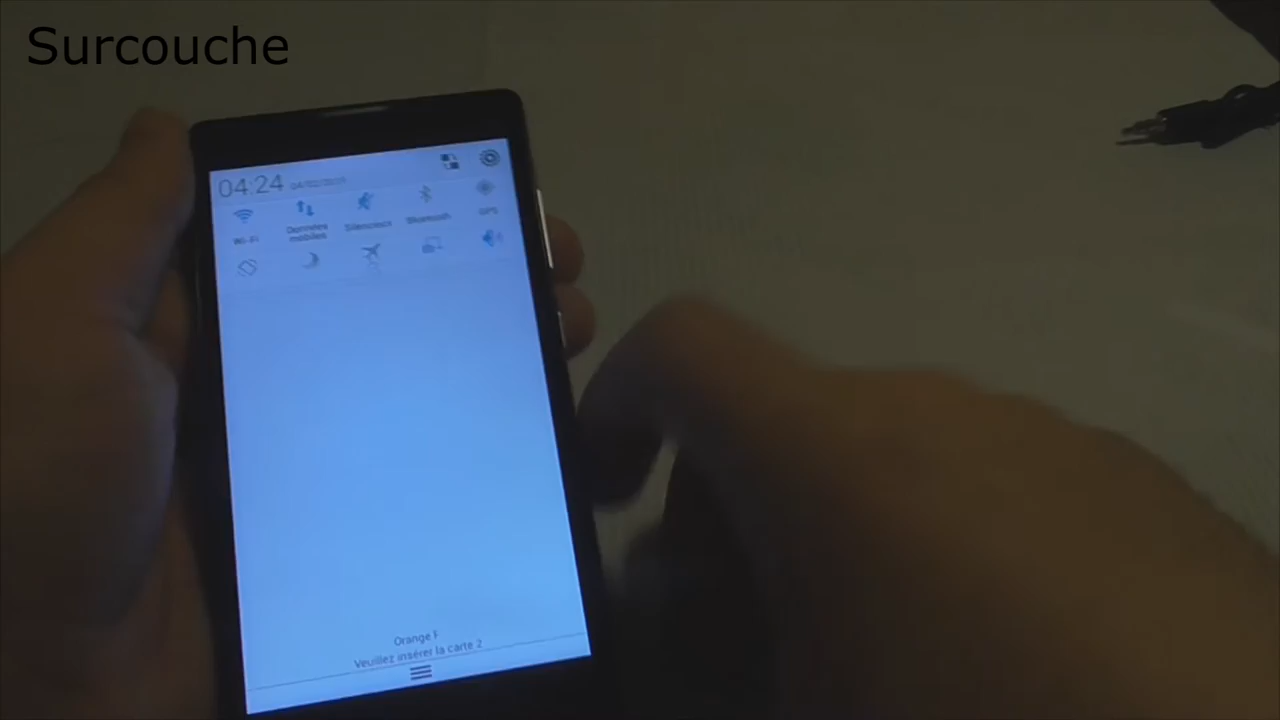 Surcouche
04:24
Wi-Fi
Données
mobiles
Silencieux
Bluetooth
GPS
Orange F
Veuillez insérer la carte 2